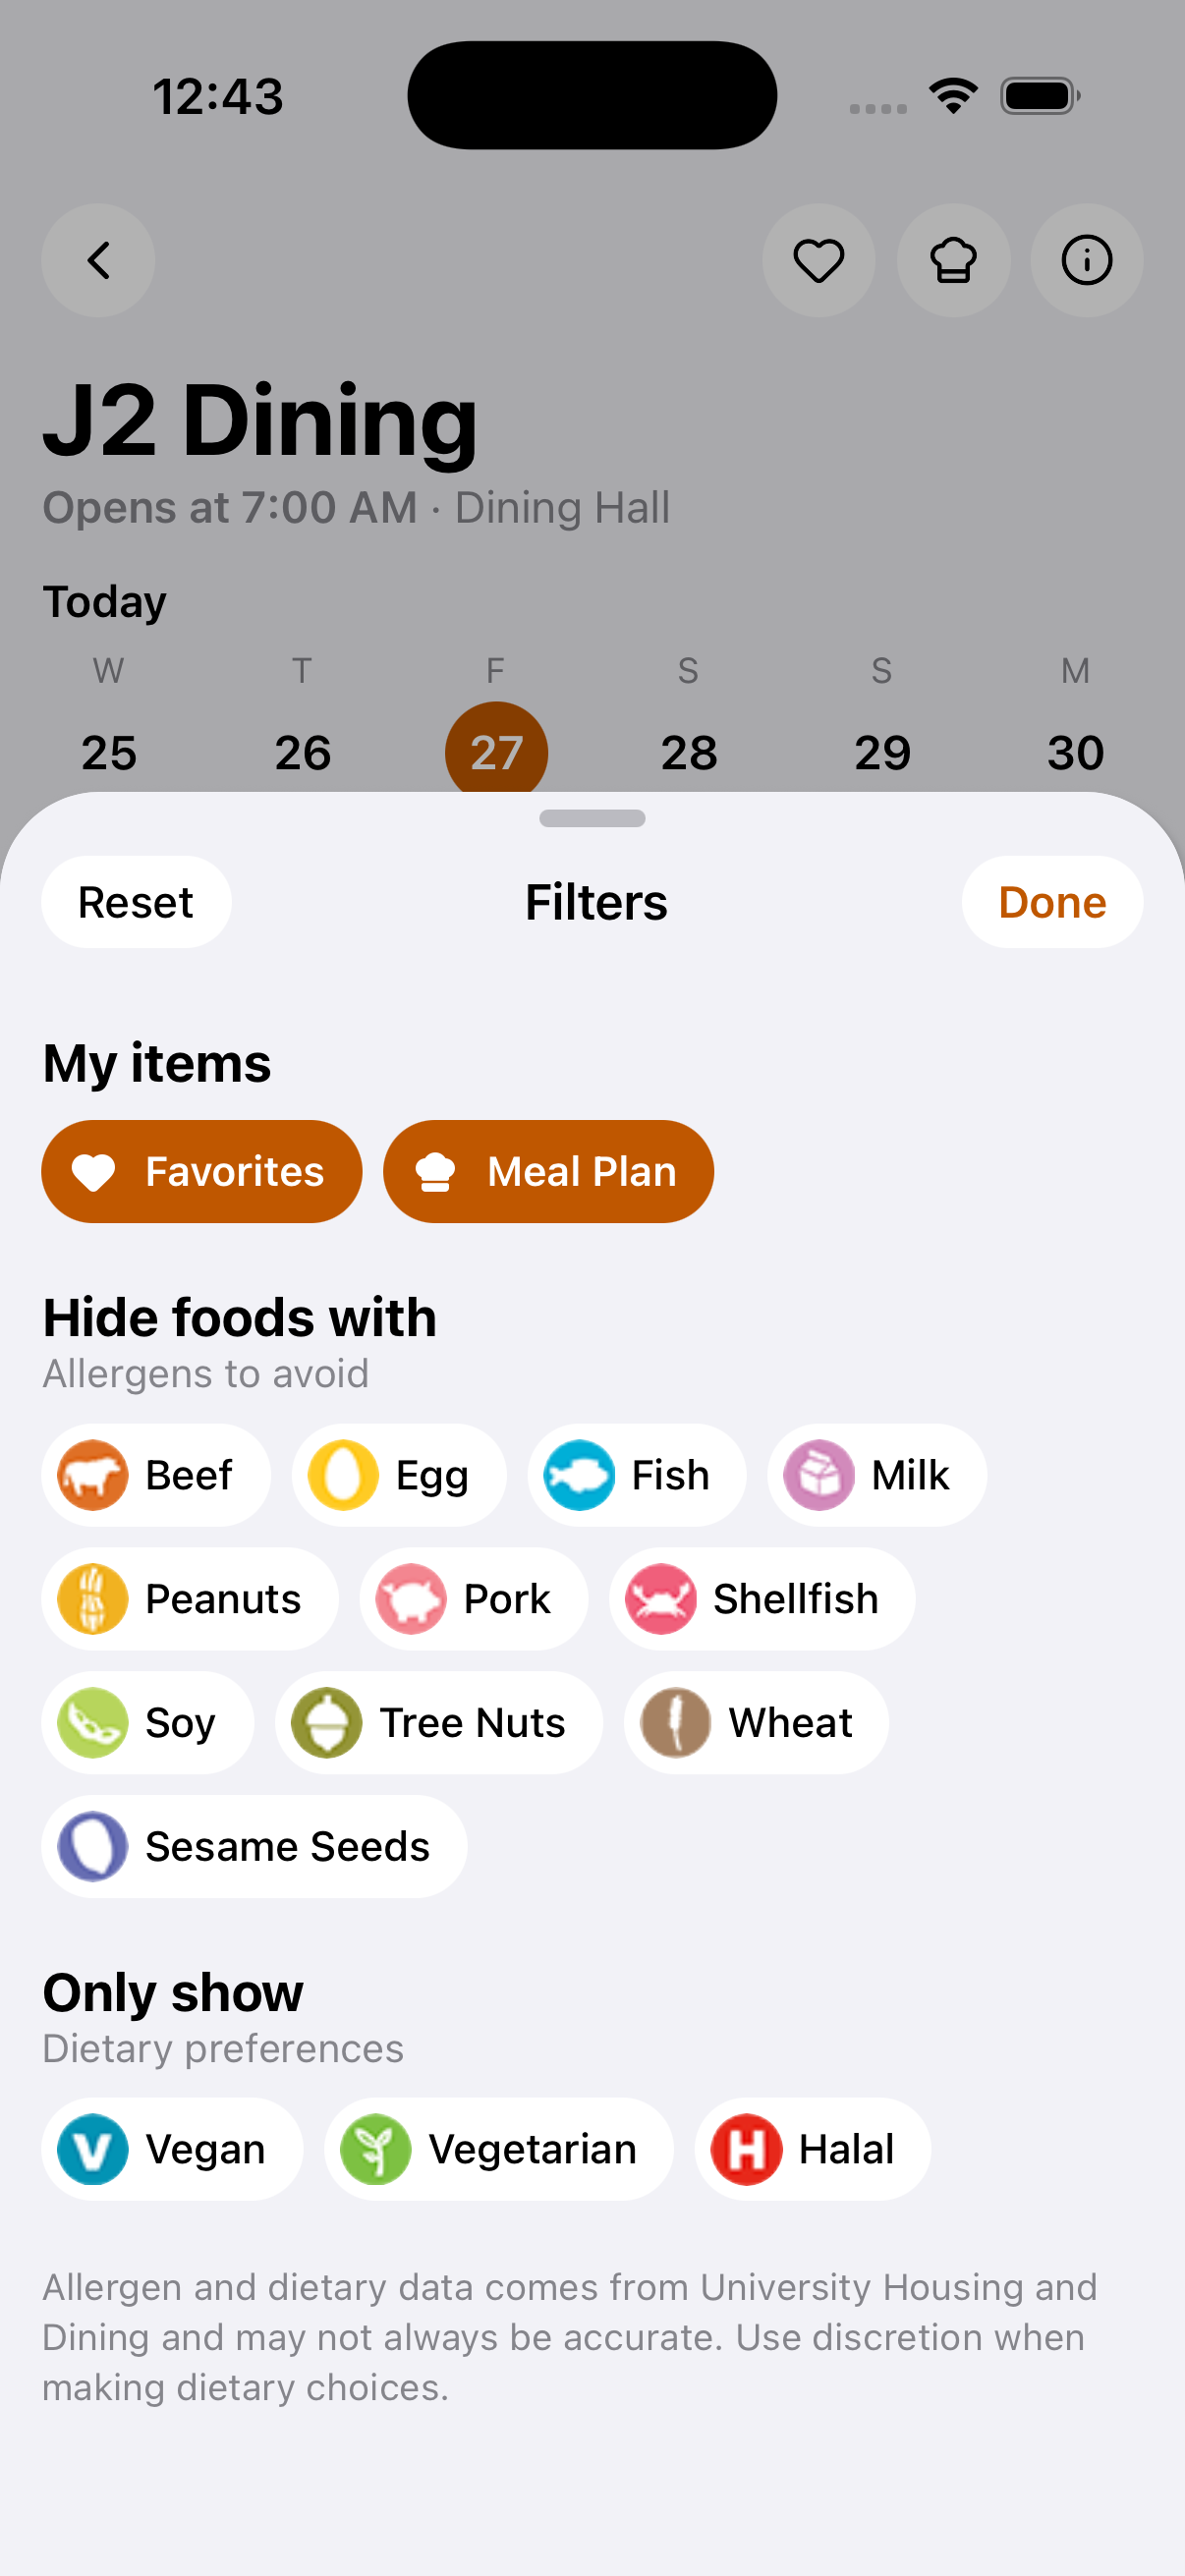 12:43
J2 Dining
Opens at 7:00 AM · Dining Hall
Today
W T F S S M
25 26 27 28 29 30
Reset Filters Done
My items
Favorites Meal Plan
Hide foods with
Allergens to avoid
Beef Egg Fish Milk
Peanuts Pork Shellfish
Soy Tree Nuts Wheat
Sesame Seeds
Only show
Dietary preferences
V Vegan Vegetarian H Halal
Allergen and dietary data comes from University Housing and
Dining and may not always be accurate. Use discretion when
making dietary choices.